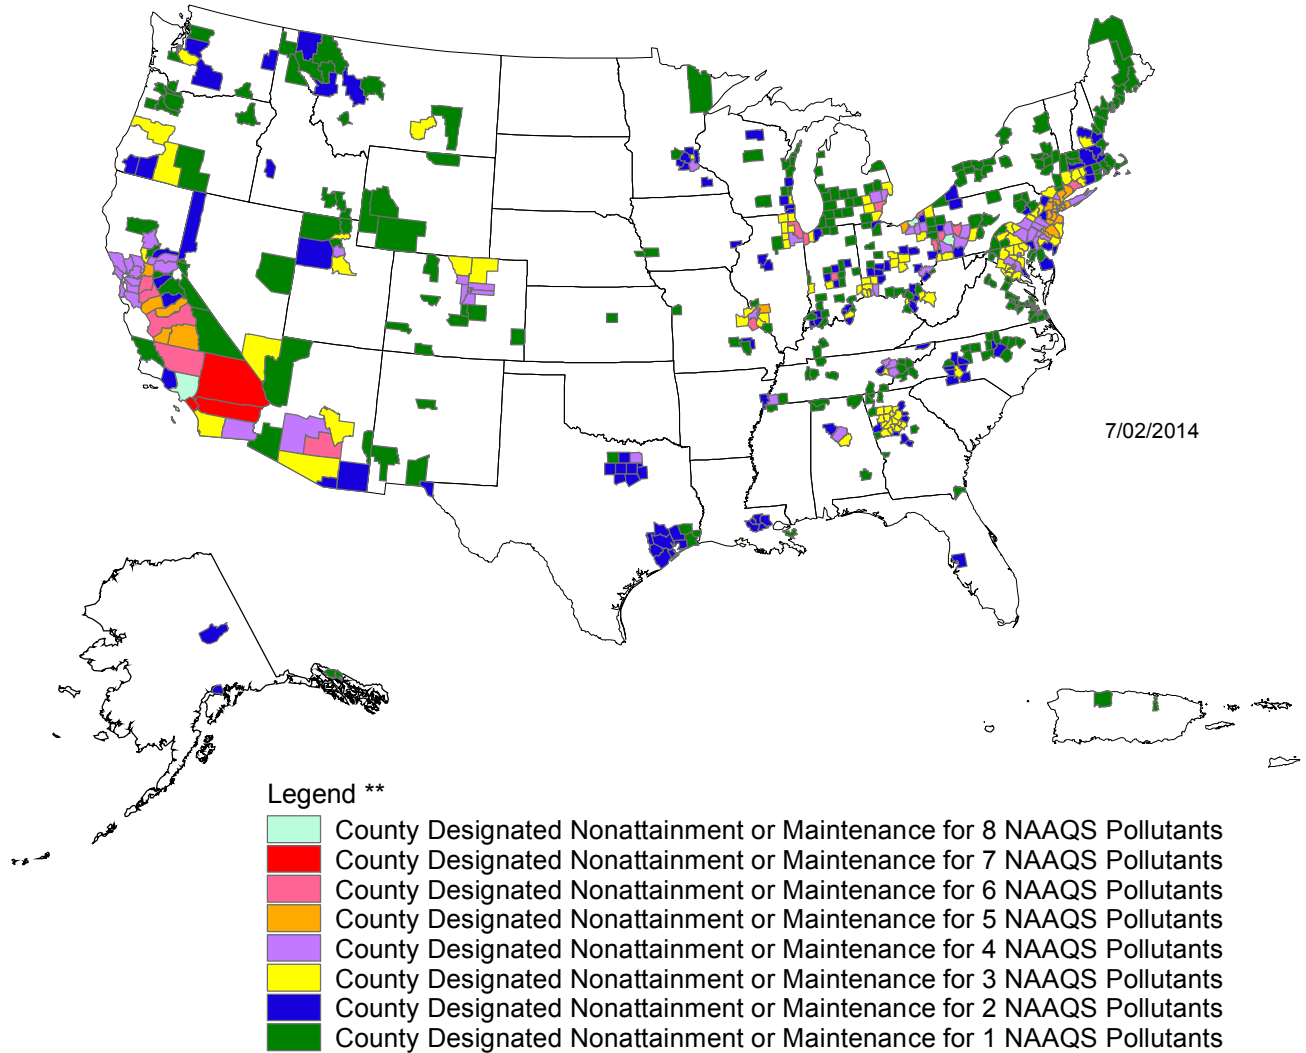 7/02/2014
Legend **
County Designated Nonattainment or Maintenance for 8 NAAQS Pollutants
County Designated Nonattainment or Maintenance for 7 NAAQS Pollutants
County Designated Nonattainment or Maintenance for 6 NAAQS Pollutants
County Designated Nonattainment or Maintenance for 5 NAAQS Pollutants
County Designated Nonattainment or Maintenance for 4 NAAQS Pollutants
County Designated Nonattainment or Maintenance for 3 NAAQS Pollutants
County Designated Nonattainment or Maintenance for 2 NAAQS Pollutants
County Designated Nonattainment or Maintenance for 1 NAAQS Pollutants